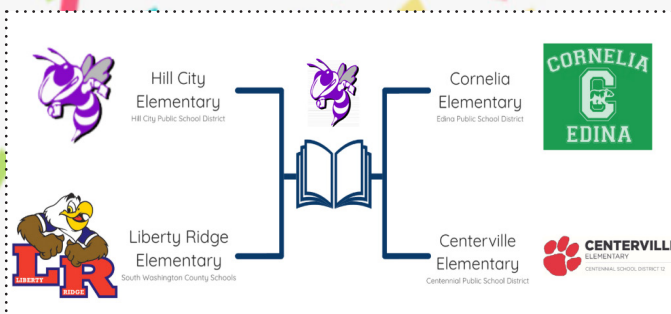 Hill City
Elementary
Hill City Public School District
Cornelia
Elementary
Edina Public School District
CORNELIA
C
EDINA
Liberty Ridge
Elementary
South Washington County Schools
LR
LIBERTY
RIDGE
Centerville
Elementary
Centennial Public School District
CENTERVILLE
ELEMENTARY
CENTENNIAL SCHOOL DISTRICT 12